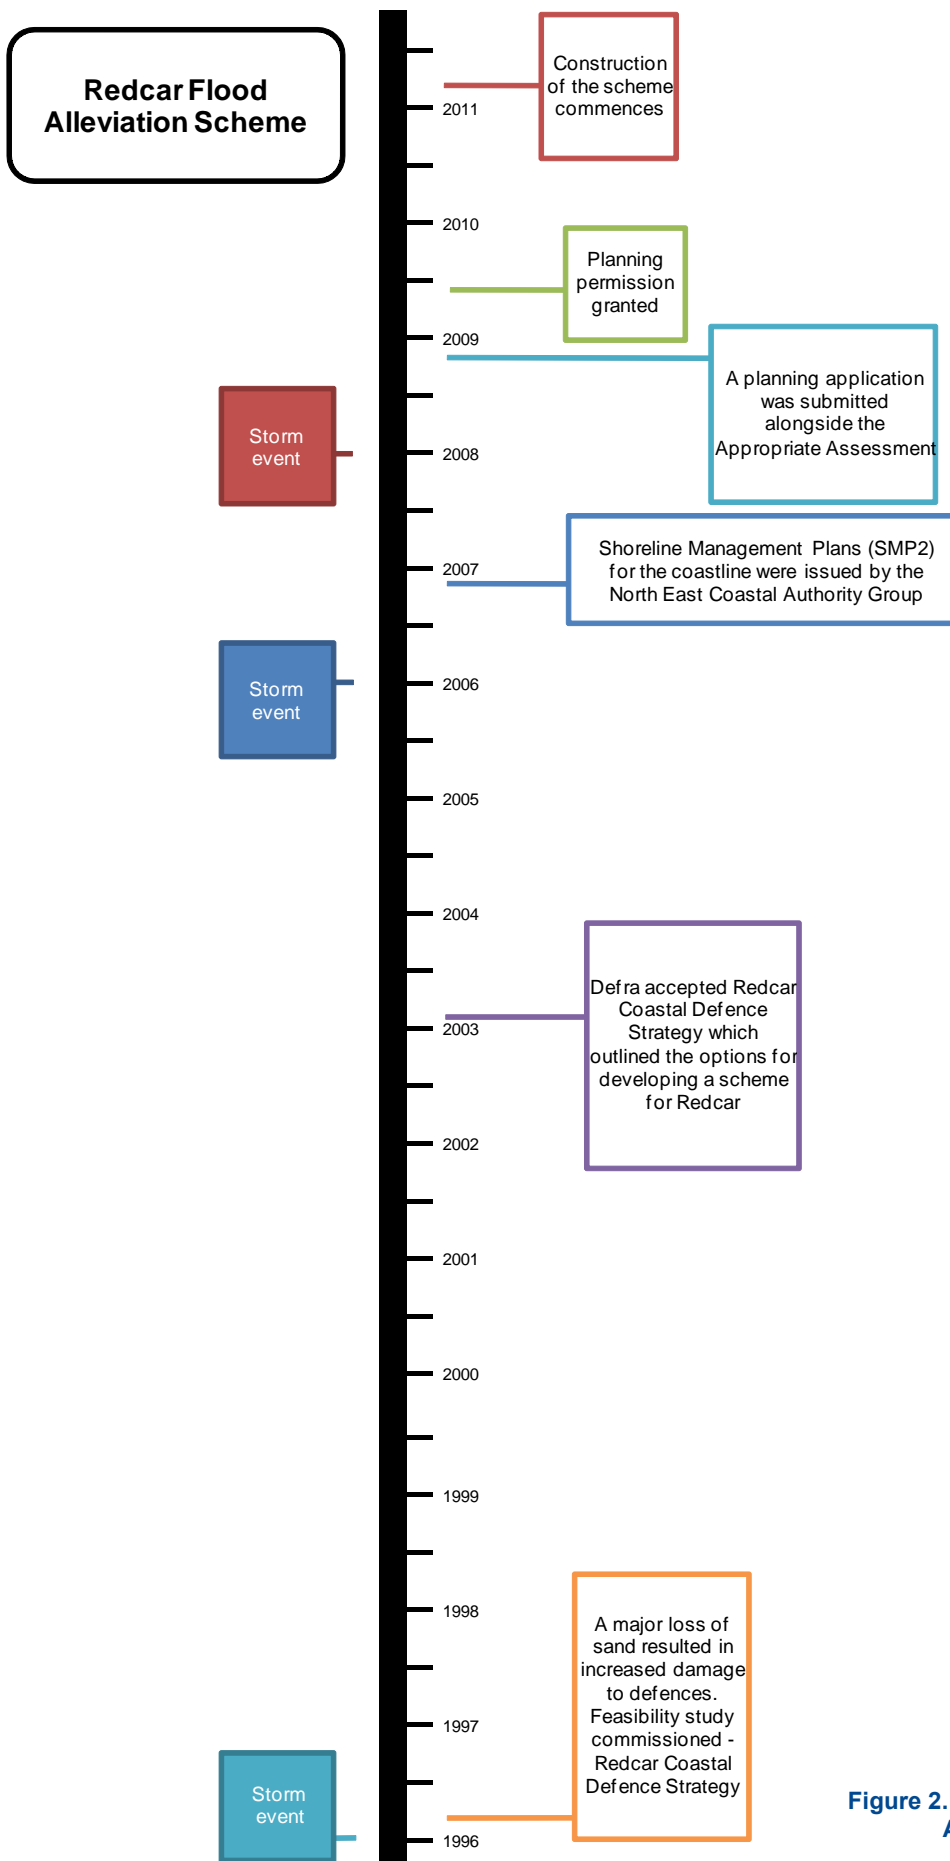 Redcar Flood
Alleviation Scheme
Construction
of the scheme
commences
2011
2010
Planning
permission
granted
2009
A planning application
was submitted
alongside the
Appropriate Assessment
Storm
event
2008
Shoreline Management Plans (SMP2)
for the coastline were issued by the
North East Coastal Authority Group
2007
Storm
event
2006
2005
2004
Defra accepted Redcar
Coastal Defence
Strategy which
outlined the options for
developing a scheme
for Redcar
2003
2002
2001
2000
1999
1998
A major loss of
sand resulted in
increased damage
to defences.
Feasibility study
commissioned -
Redcar Coastal
Defence Strategy
1997
Storm
event
1996
Figure 2.
A